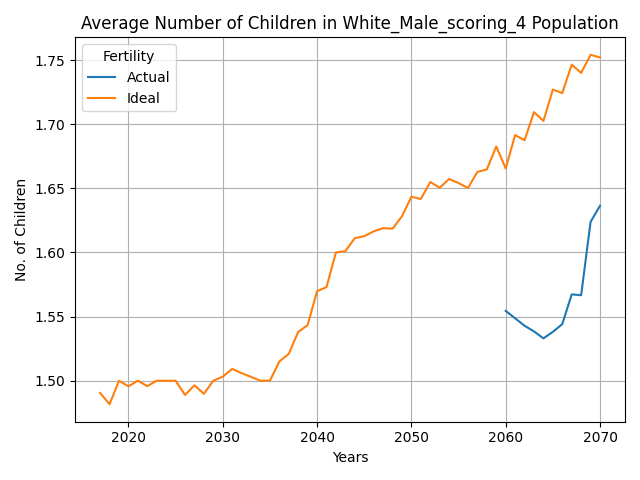 Average Number of Children in White_Male_scoring_4 Population
Fertility
Actual
Ideal
No. of Children
1.75
1.70
1.65
1.60
1.55
1.50
2020 2030 2040 2050 2060 2070
Years